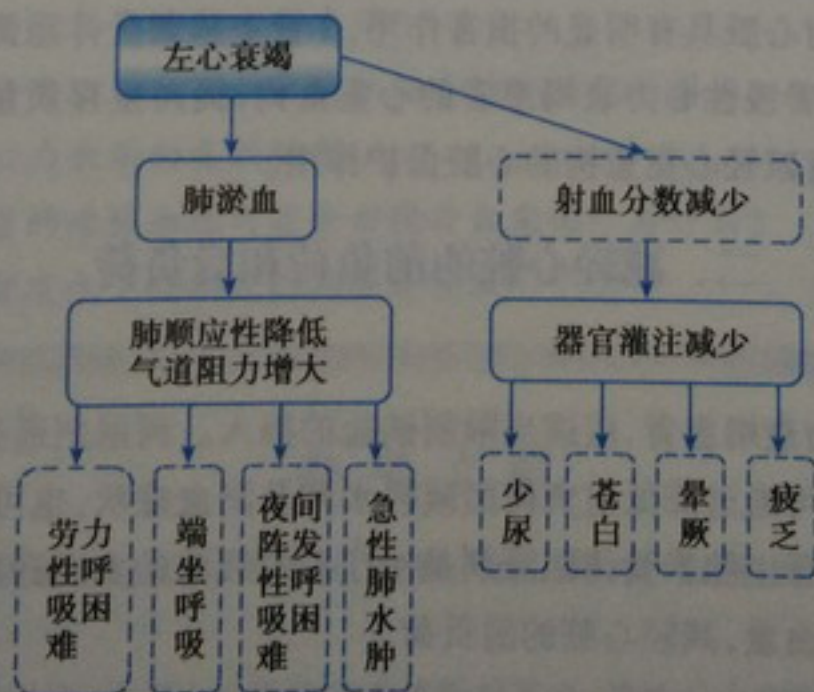 左心衰竭
肺淤血
射血分数减少
肺顺应性降低
气道阻力增大
器官灌注减少
劳力
性呼
吸困
难
端坐呼吸
夜间
阵发
性呼
吸困
难
急性肺水肿
少尿
苍白
晕厥
疲乏